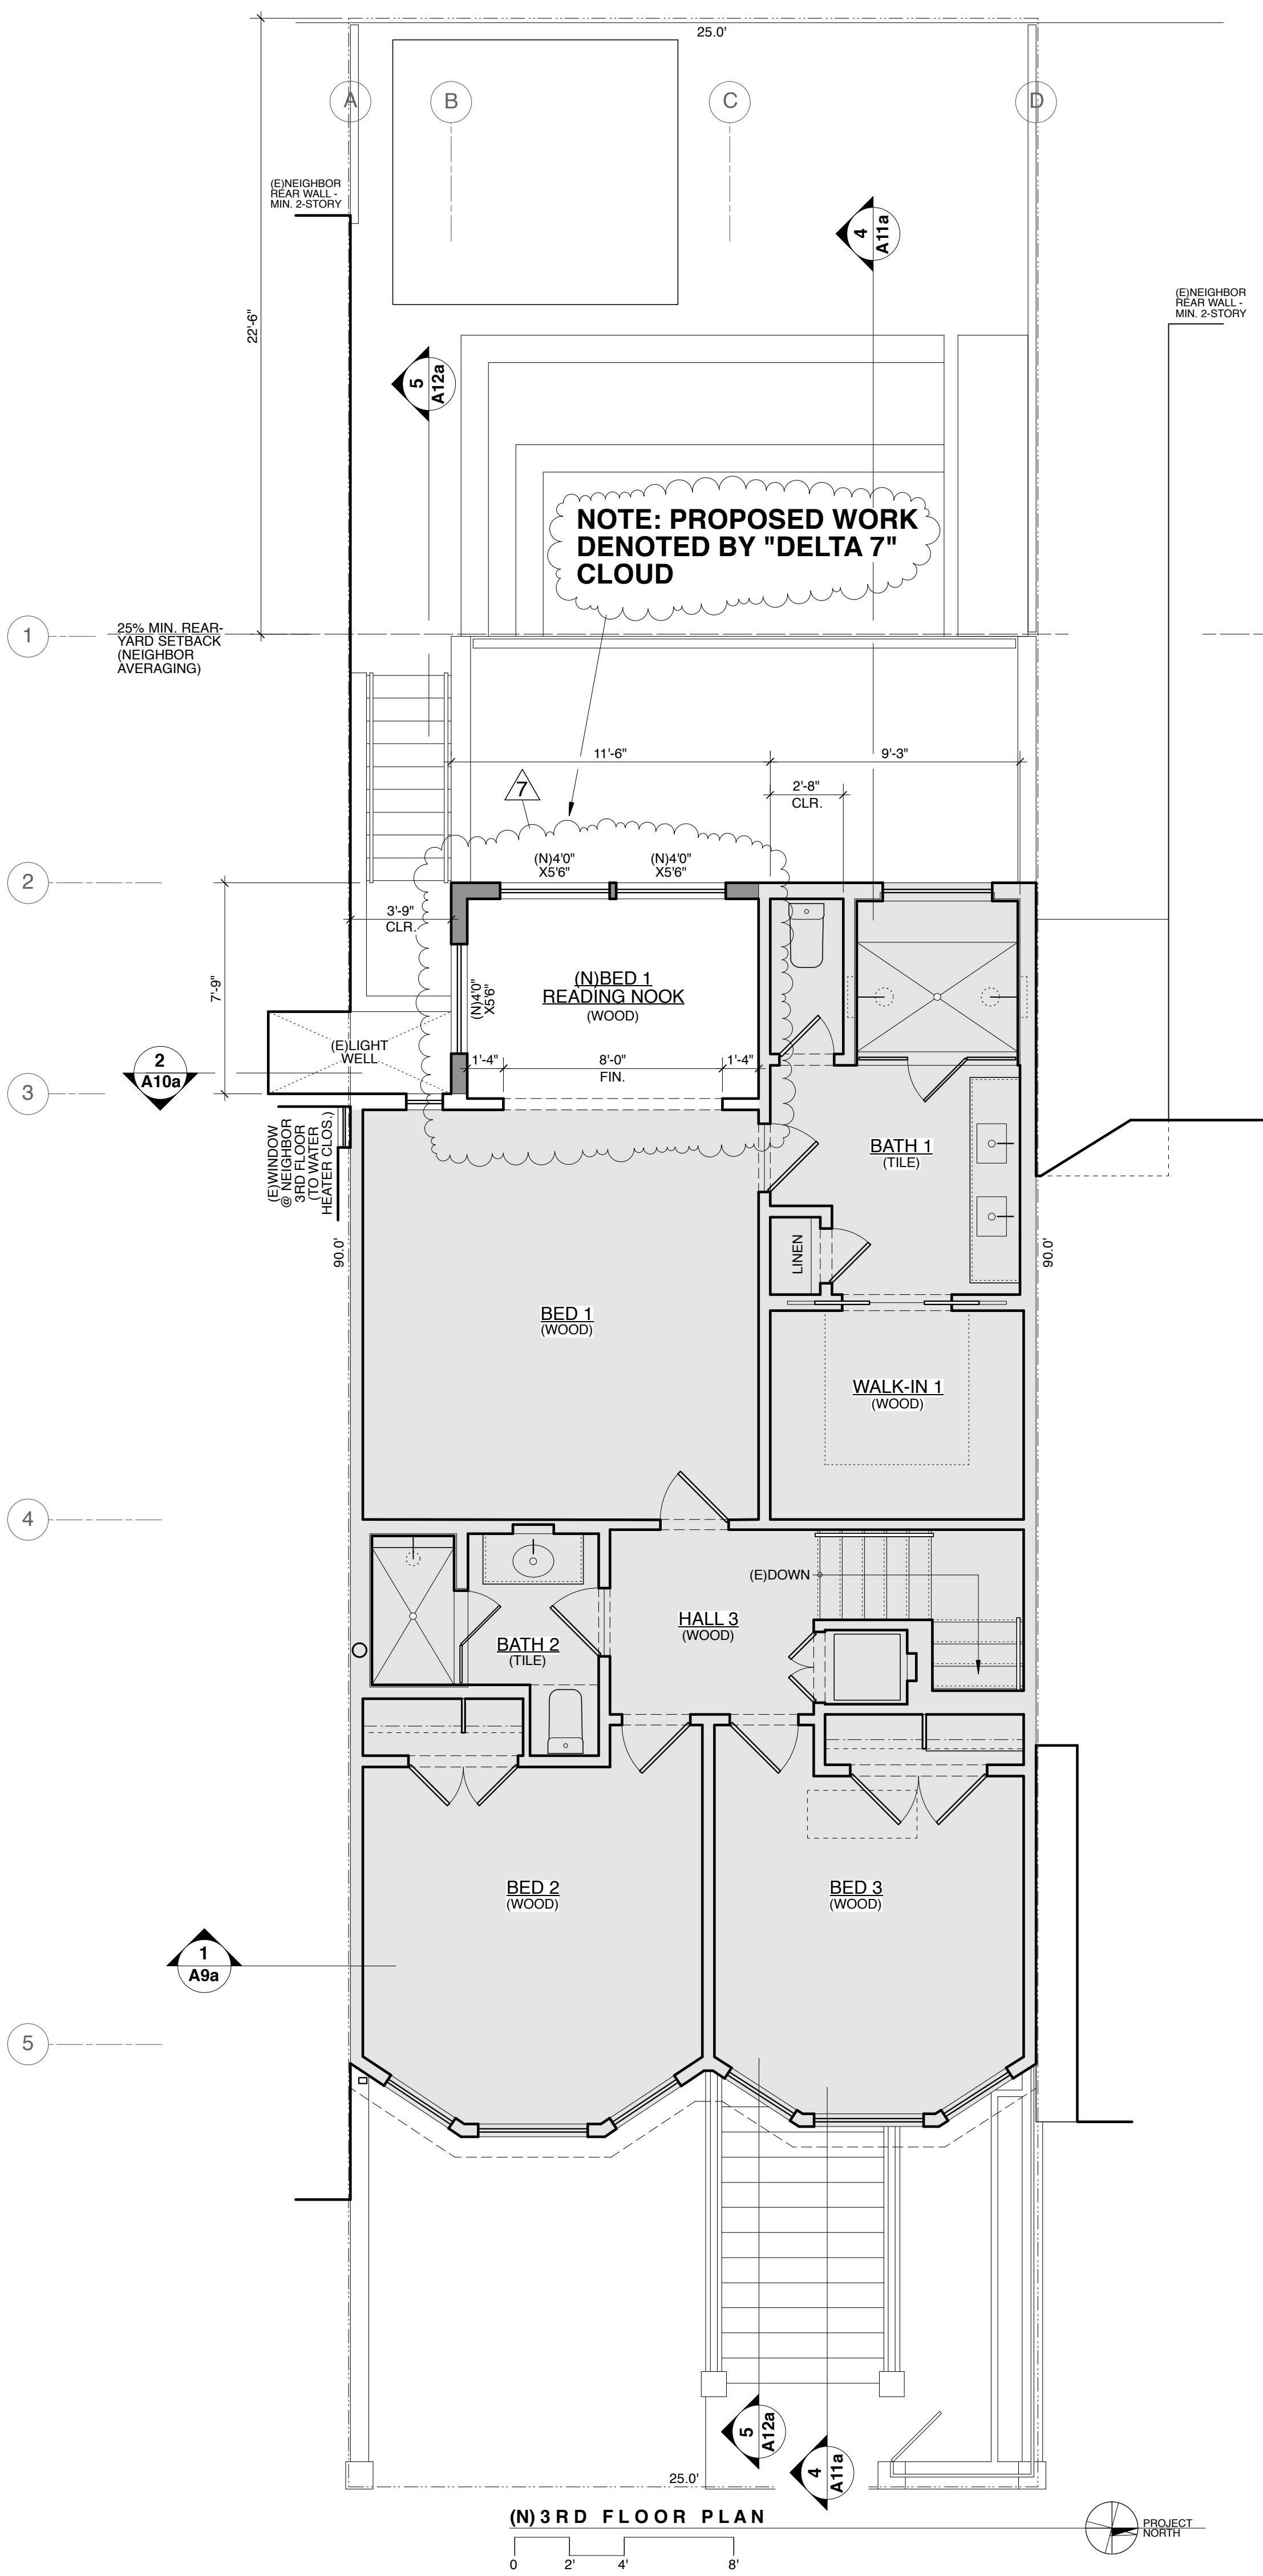 25.0'
A
B
C
D
(E)NEIGHBOR
REAR WALL -
MIN. 2-STORY
4
A11a
(E)NEIGHBOR
REAR WALL -
MIN. 2-STORY
22'-6"
5
A12a
NOTE: PROPOSED WORK
DENOTED BY "DELTA 7"
CLOUD
1
25% MIN. REAR-
YARD SETBACK
(NEIGHBOR
AVERAGING)
11'-6"
9'-3"
7
2'-8"
CLR.
(N)4'0"
X5'6"
(N)4'0"
X5'6"
2
3'-9"
CLR.
7'-9"
(N)4'0"
X5'6"
(N)BED 1
READING NOOK
(WOOD)
(E)LIGHT
WELL
2
A10a
1'-4"
8'-0"
FIN.
1'-4"
3
(E)WINDOW
@ NEIGHBOR
3RD FLOOR
(TO WATER
HEATER CLOS.)
BATH 1
(TILE)
90.0'
LINEN
90.0'
BED 1
(WOOD)
WALK-IN 1
(WOOD)
4
(E)DOWN
HALL 3
(WOOD)
BATH 2
(TILE)
BED 2
(WOOD)
BED 3
(WOOD)
1
A9a
5
5
A12a
4
A11a
25.0'
(N) 3RD FLOOR PLAN
PROJECT
NORTH
0 2' 4' 8'